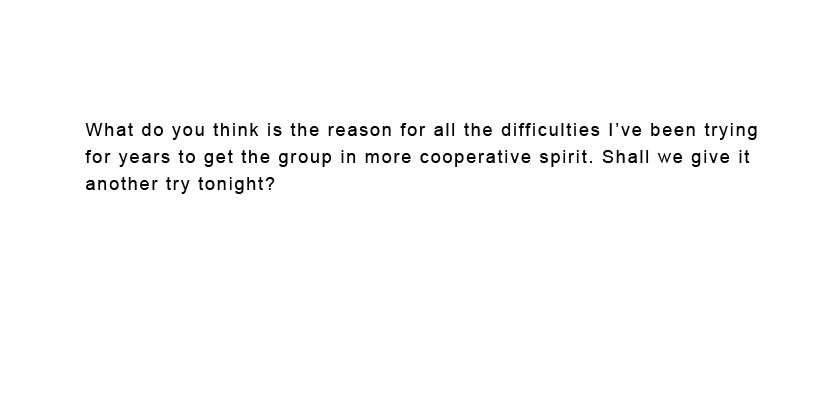 What do you think is the reason for all the difficulties I’ve been trying
for years to get the group in more cooperative spirit. Shall we give it
another try tonight?